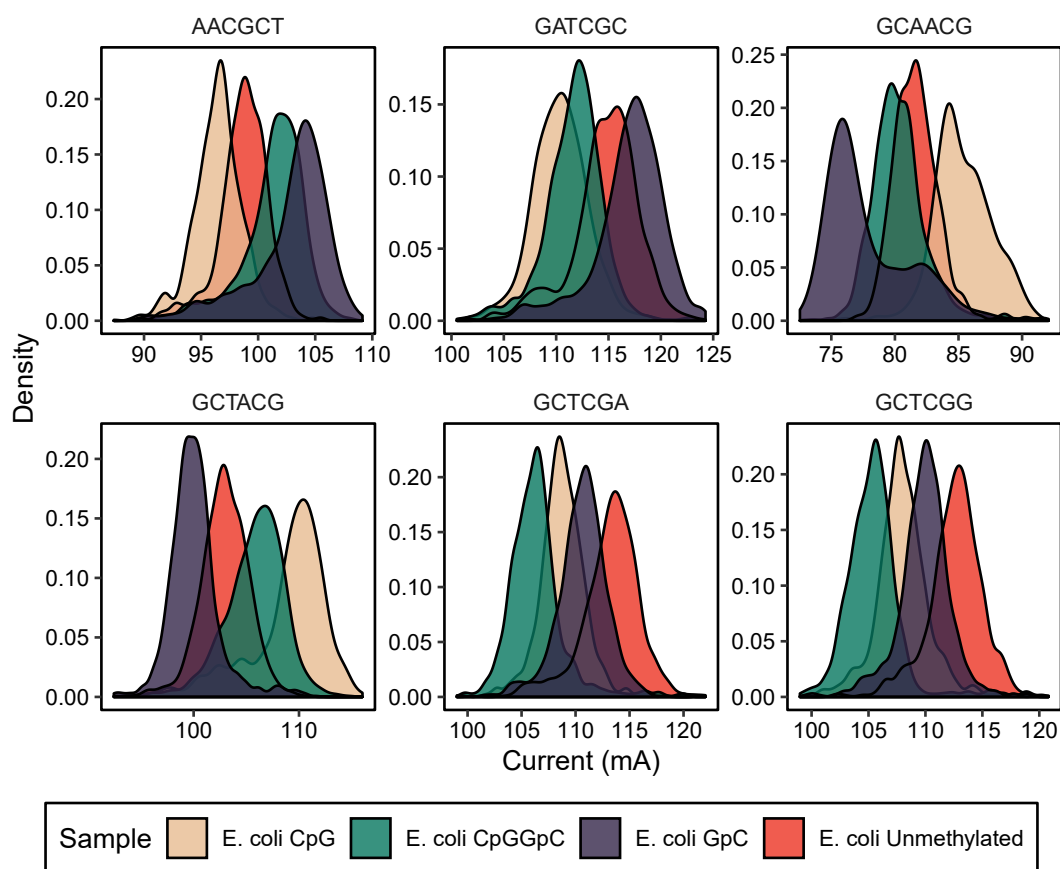 AACGCT GATCGC GCAACG
0.20 0.15 0.10 0.05 0.00
90 95 100 105 110
0.15 0.10 0.05 0.00
100 105 110 115 120 125
0.25 0.20 0.15 0.10 0.05 0.00
75 80 85 90
Density
GCTACG GCTCGA GCTCGG
0.20 0.15 0.10 0.05 0.00
100 110
0.20 0.15 0.10 0.05 0.00
100 105 110 115 120
0.20 0.15 0.10 0.05 0.00
100 105 110 115 120
Current (mA)
Sample E. coli CpG E. coli CpGGpC E. coli GpC E. coli Unmethylated